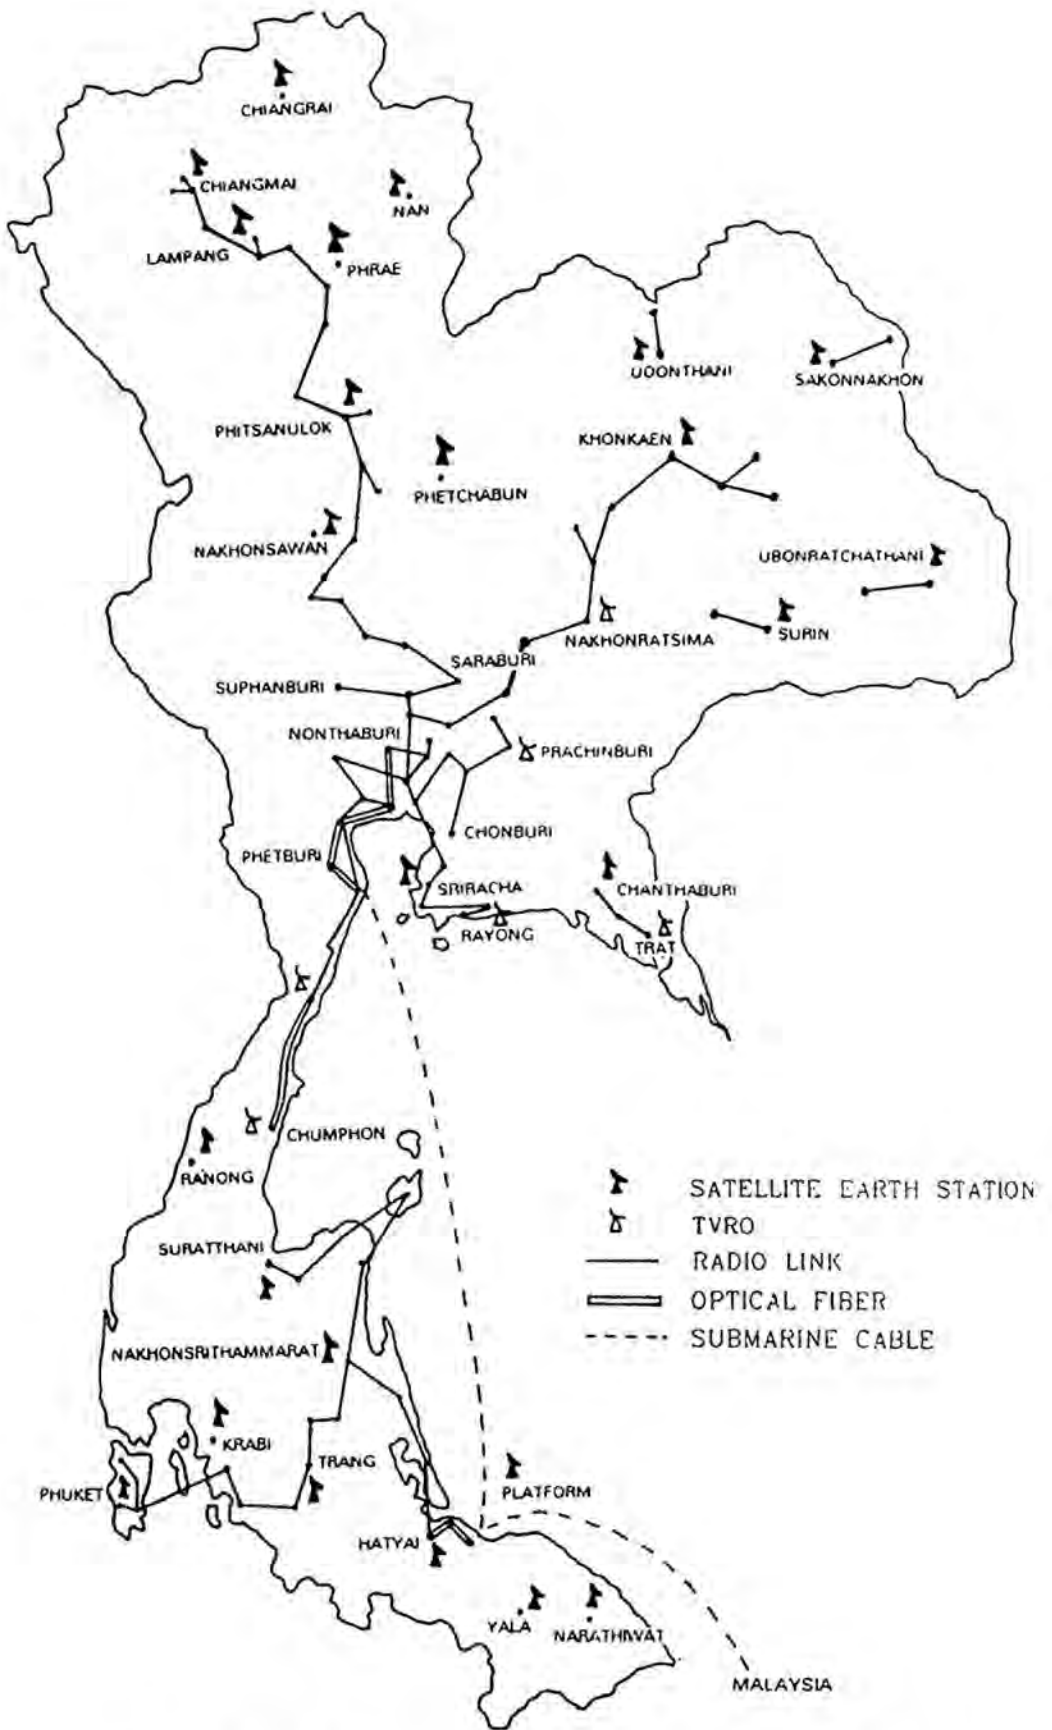 CHIANGRAI
CHIANGMAI
NAN
LAMPANG
PHRAE
UDONTHANI
SAKONNAKHON
PHITSANULOK
KHONKAEN
PHETCHABUN
NAKHONSAWAN
UBONRATCHATHANI
NAKHONRATSIMA
SURIN
SARABURI
SUPHANBURI
NONTHABURI
PRACHINBURI
CHONBURI
PHETBURI
SRIRACHA
CHANTHABURI
RAYONG
TRAT
CHUMPHON
RANONG
SATELLITE EARTH STATION
TVRO
SURATTHANI
RADIO LINK
OPTICAL FIBER
SUBMARINE CABLE
NAKHONSRITHAMMARAT
KRABI
TRANG
PHUKET
PLATFORM
HATYAI
YALA
NARATHIWAT
MALAYSIA